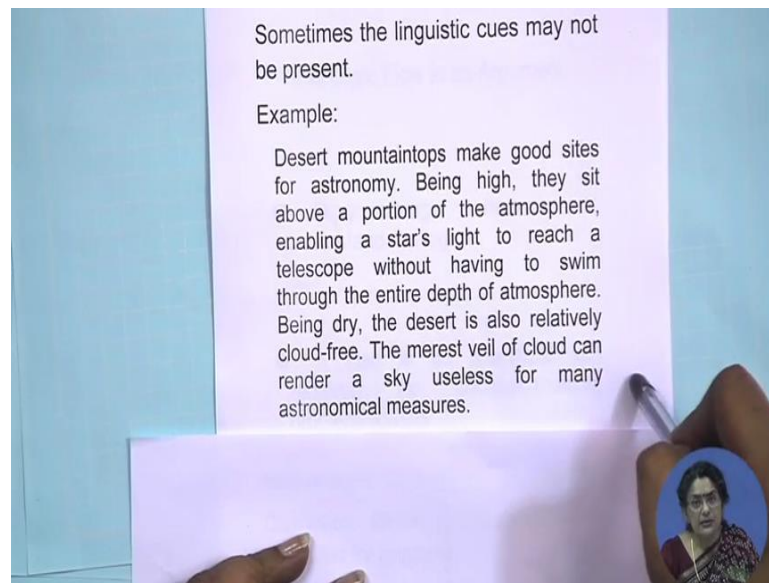 Sometimes the linguistic cues may not
be present.
Example:
Desert mountaintops make good sites
for astronomy. Being high, they sit
above a portion of the atmosphere,
enabling a star's light to reach a
telescope without having to swim
through the entire depth of atmosphere.
Being dry, the desert is also relatively
cloud-free. The merest veil of cloud can
render a sky useless for many
astronomical measures.